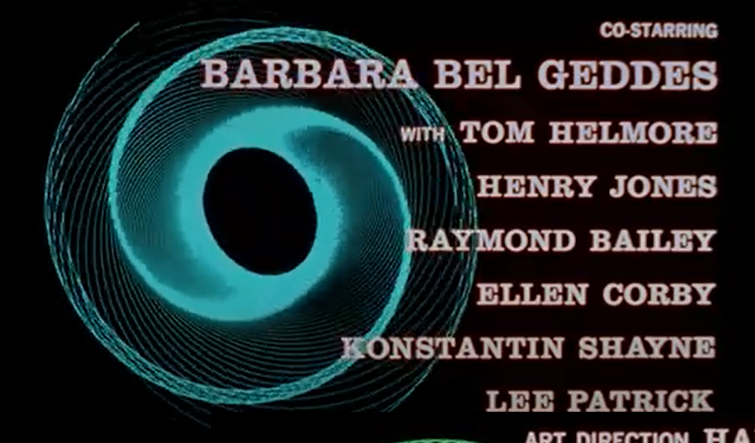 CO-STARRING
BARBARA BEL GEDDES
WITH TOM HELMORE
HENRY JONES
RAYMOND BAILEY
ELLEN CORBY
KONSTANTIN SHAYNE
LEE PATRICK
ART DIRECTION